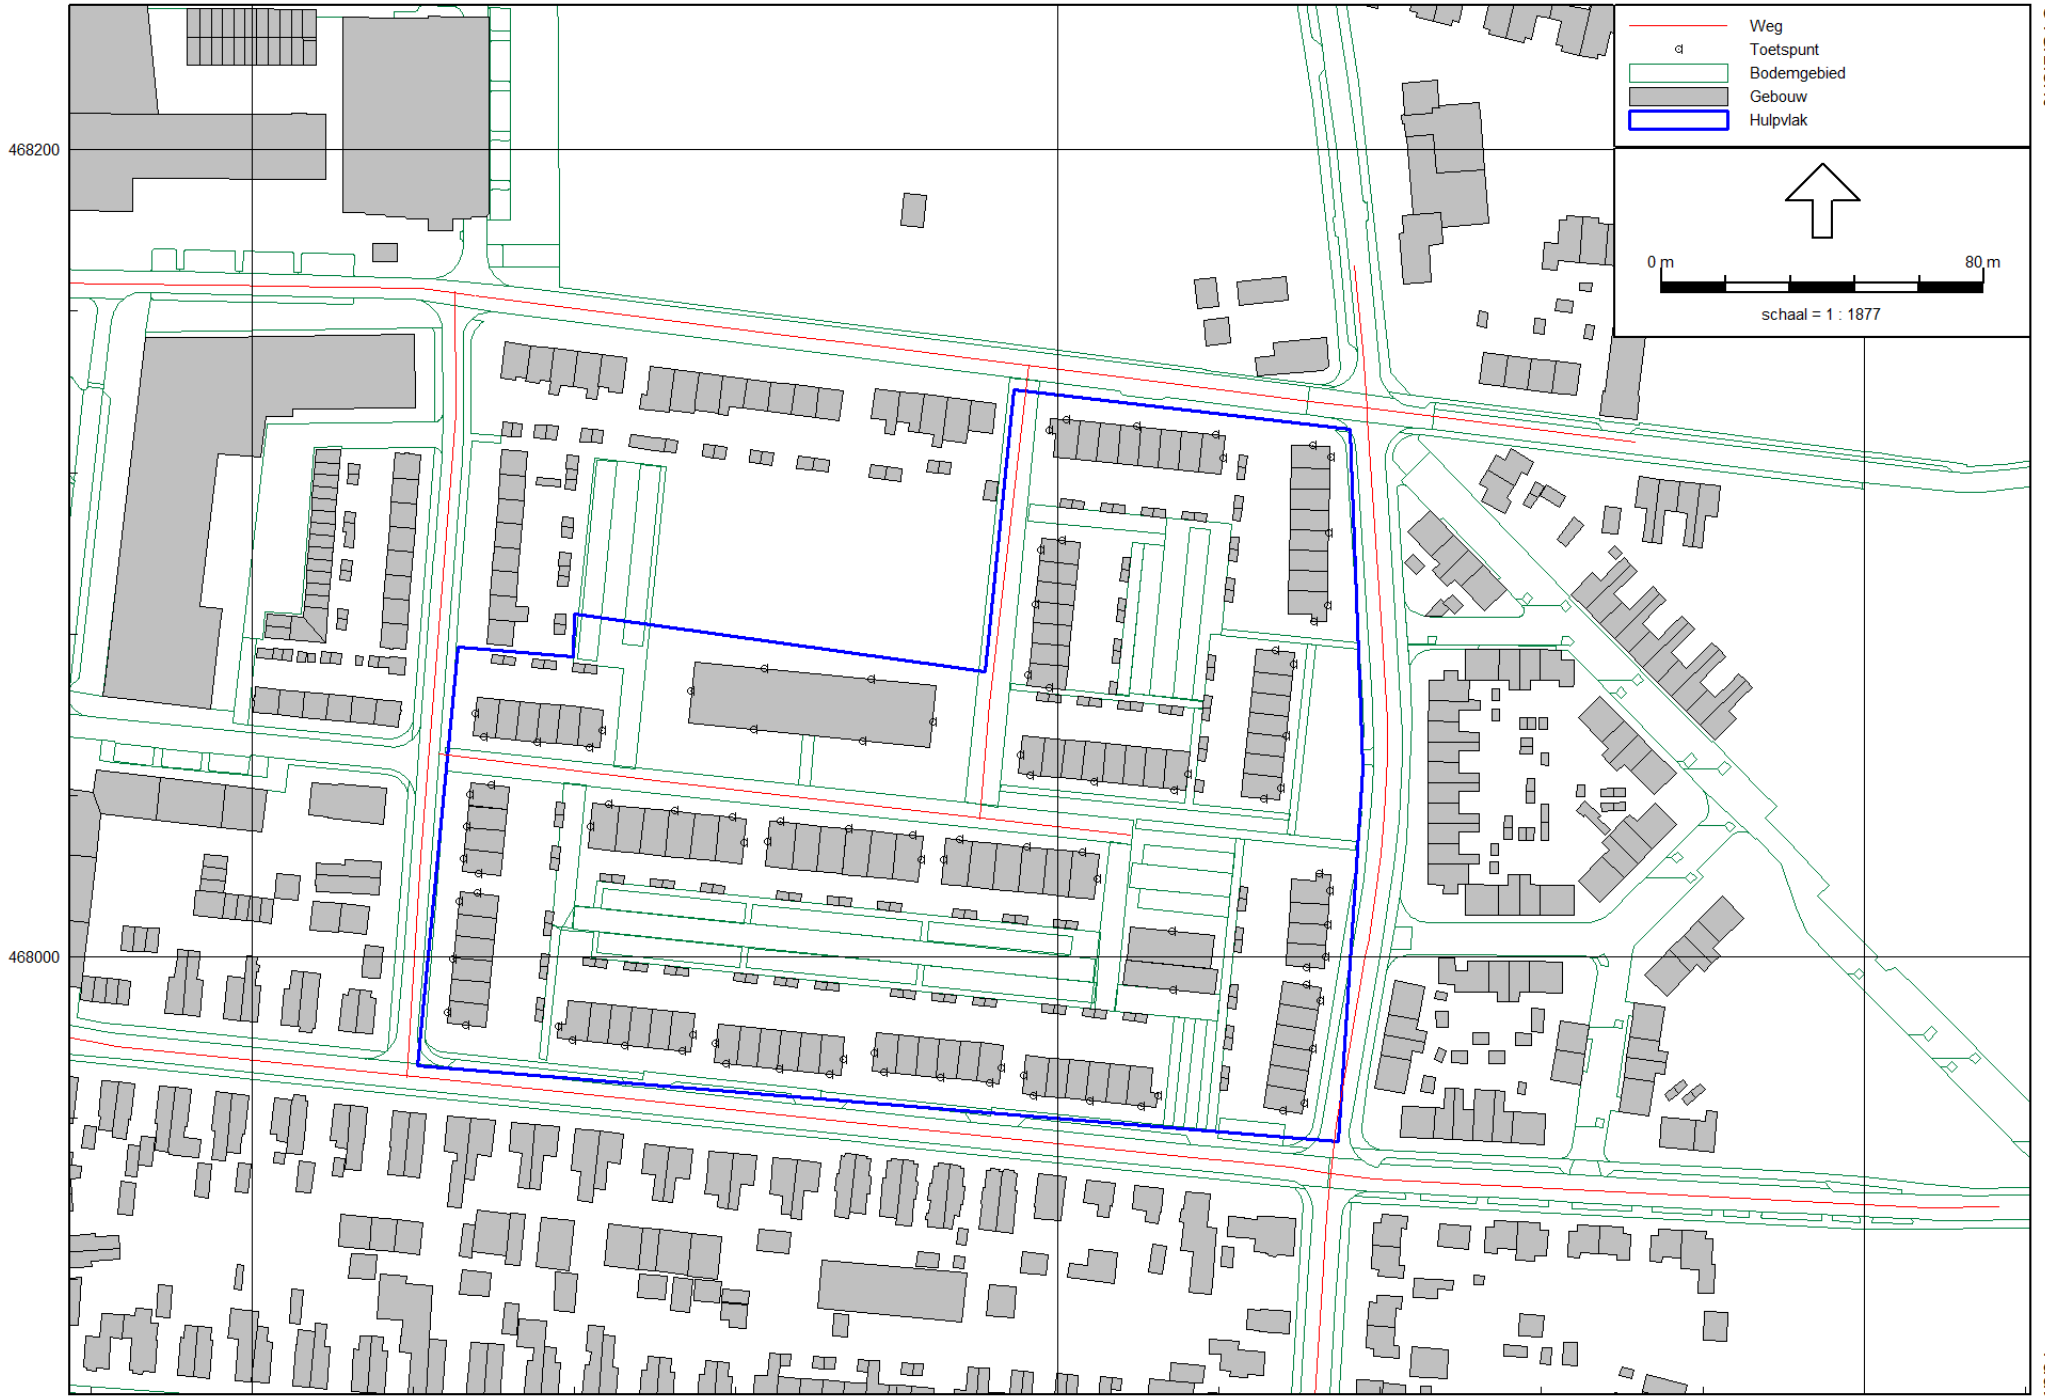 Weg
Toetspunt
Bodemgebied
Gebouw
Hulpvlak
468200
0 m 80 m
schaal = 1 : 1877
468000